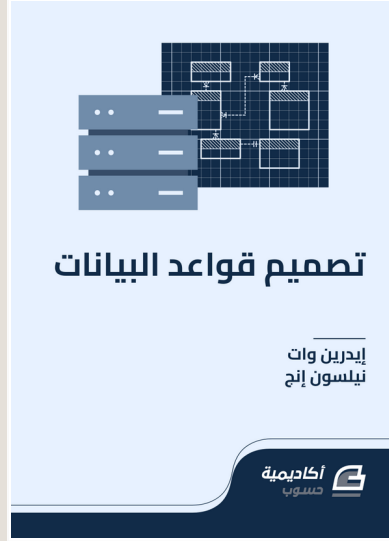 تصميم قواعد البيانات
إيدرين وات
نيلسون إنج
أكاديمية
حسوب